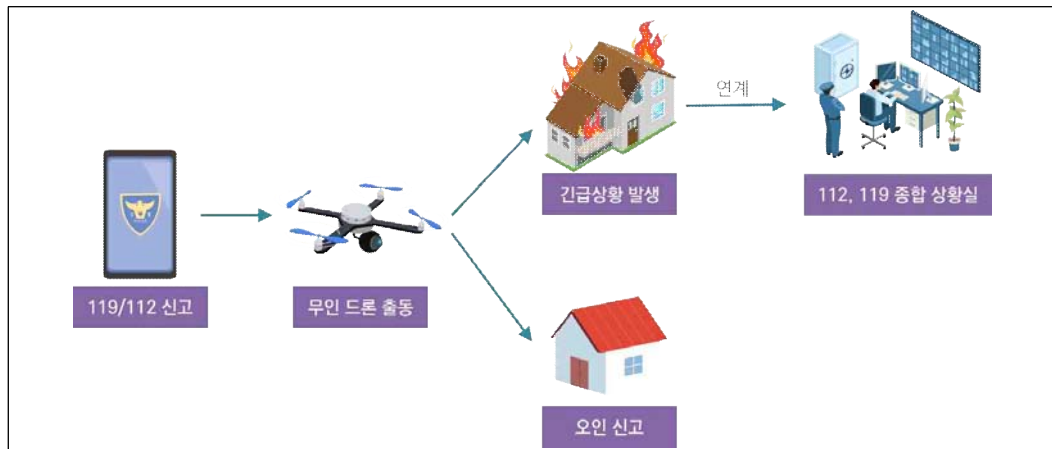 연계
긴급상황 발생
112, 119 종합 상황실
119/112 신고
무인 드론 출동
오인 신고